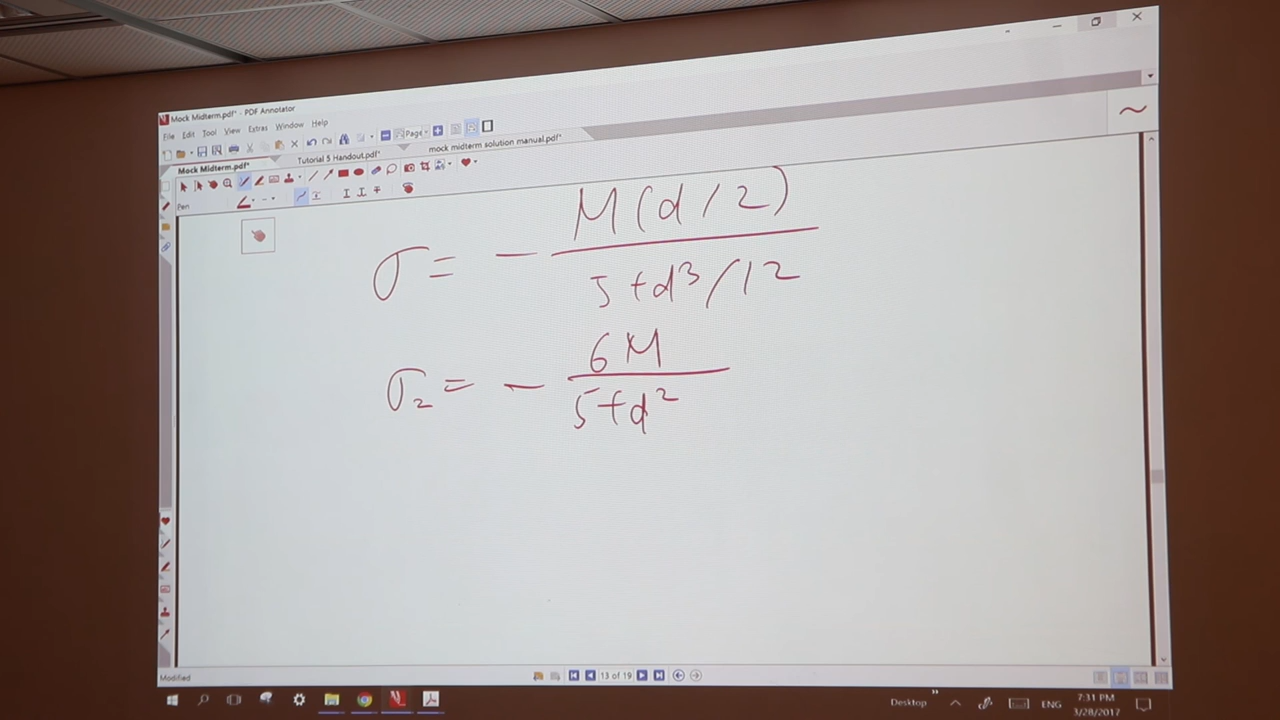 Mock Midterm.pdf* - PDF Annotator
File Edit Tool View Extras Window Help
Page
Mock Midterm.pdf* Tutorial 5 Handout.pdf* mock midterm solution manual.pdf*
Pen
σ = - M(d/2)
5td³/12
σ₂ = - 6M
5td²
Modified
13 of 19
Desktop
ENG
7:31 PM
3/28/2017